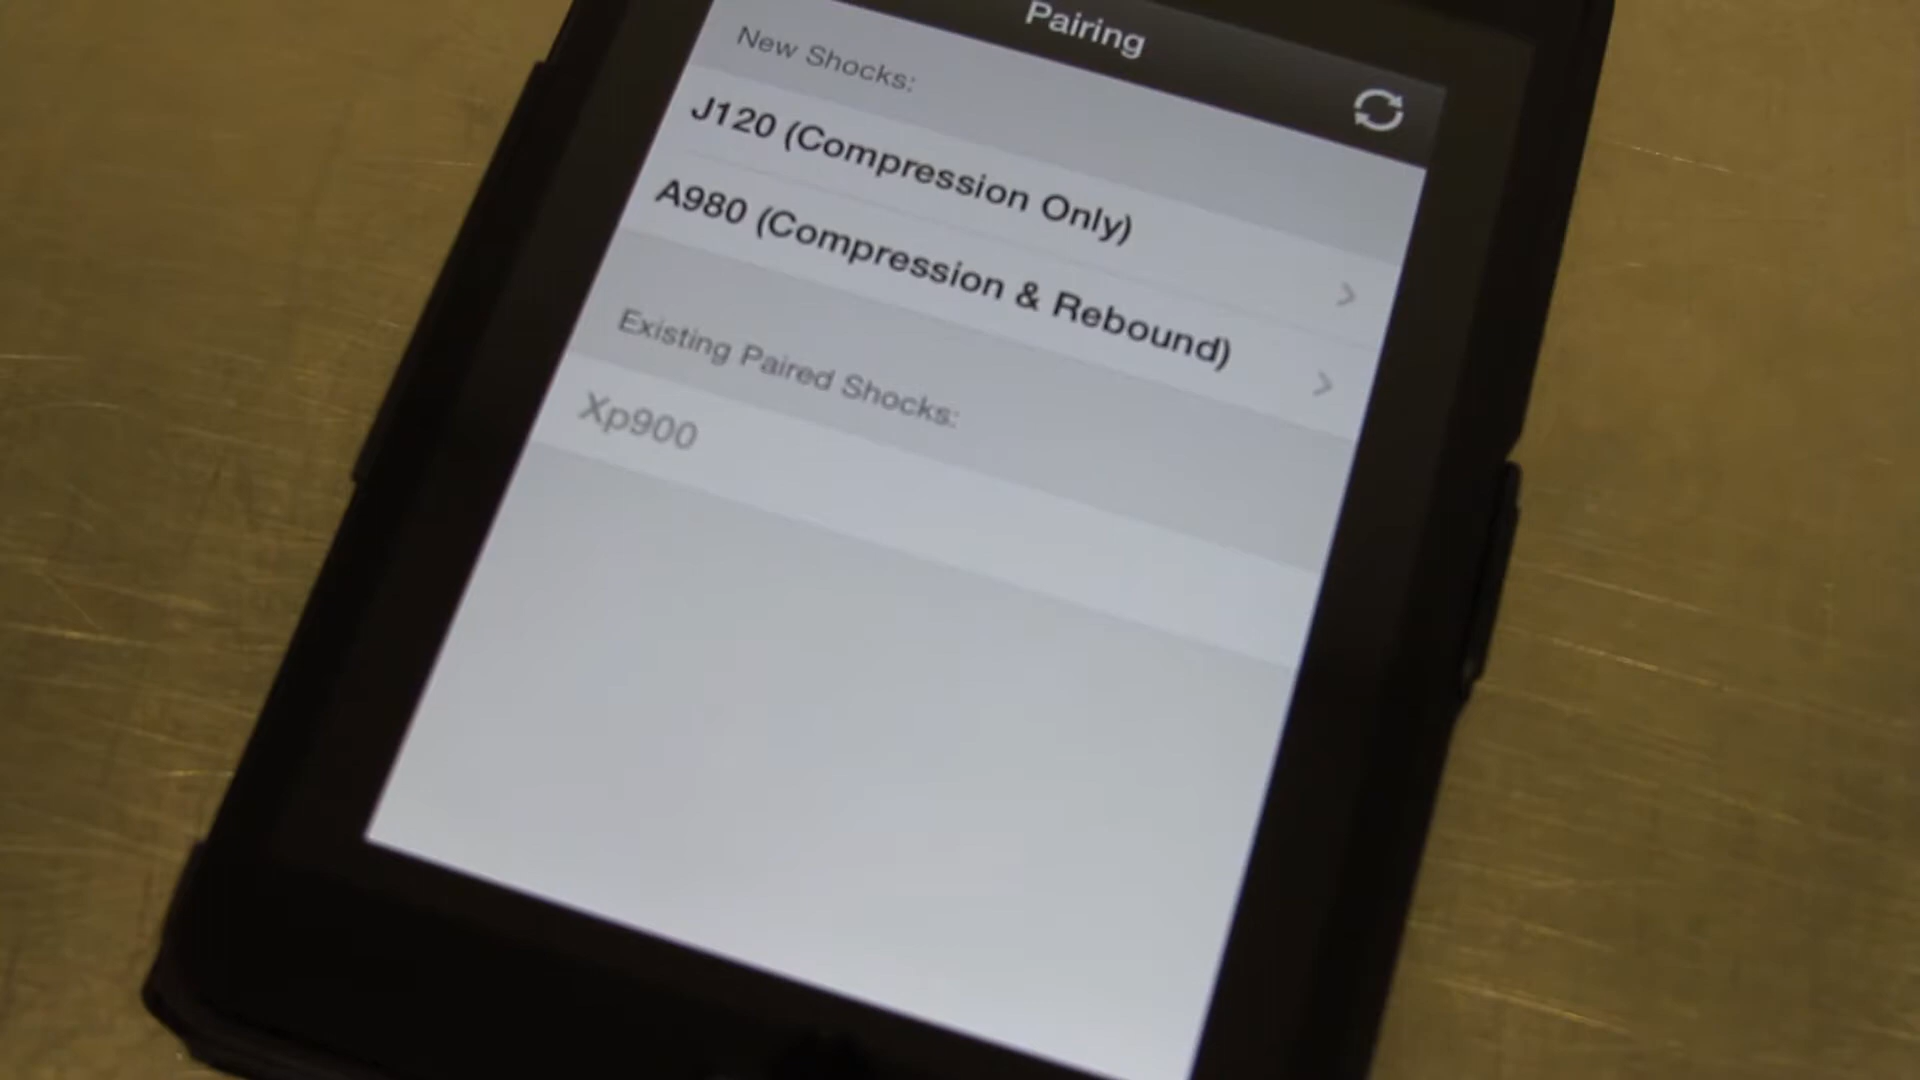 Pairing
New Shocks:
J120 (Compression Only)
A980 (Compression & Rebound)
Existing Paired Shocks:
Xp900